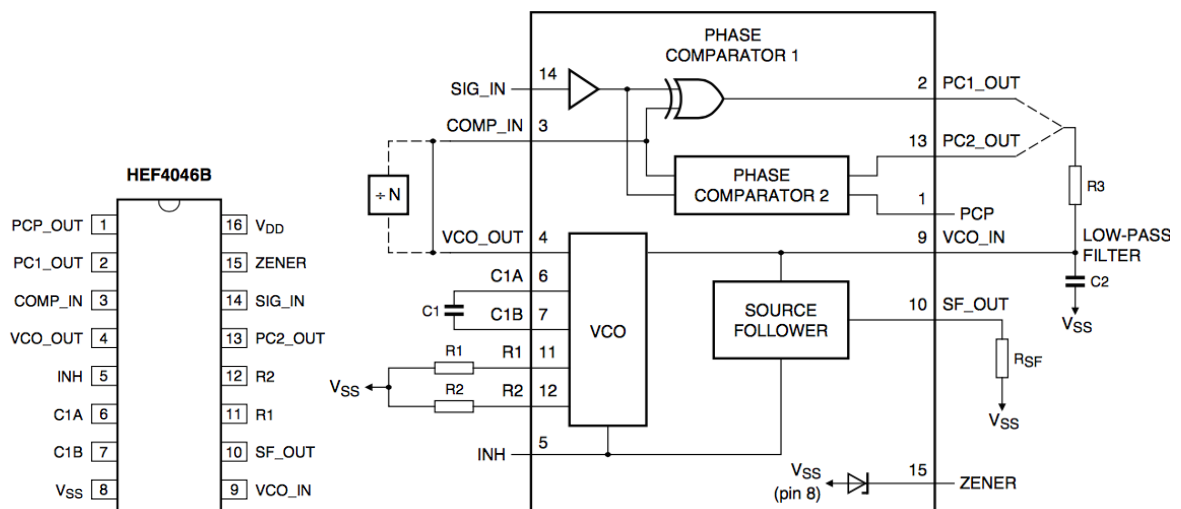 HEF4046B
PCP_OUT 1
PC1_OUT 2
COMP_IN 3
VCO_OUT 4
INH 5
C1A 6
C1B 7
VSS 8
16 VDD
15 ZENER
14 SIG_IN
13 PC2_OUT
12 R2
11 R1
10 SF_OUT
9 VCO_IN
PHASE
COMPARATOR 1
SIG_IN 14
COMP_IN 3
÷ N
2 PC1_OUT
13 PC2_OUT
PHASE
COMPARATOR 2
1
PCP
R3
VCO_OUT 4
9 VCO_IN
LOW-PASS
FILTER
C2
VSS
C1A 6
C1
C1B 7
VCO
SOURCE
FOLLOWER
10 SF_OUT
RSF
VSS
R1 R1 11
VSS
R2 R2 12
INH 5
VSS
(pin 8)
15
ZENER